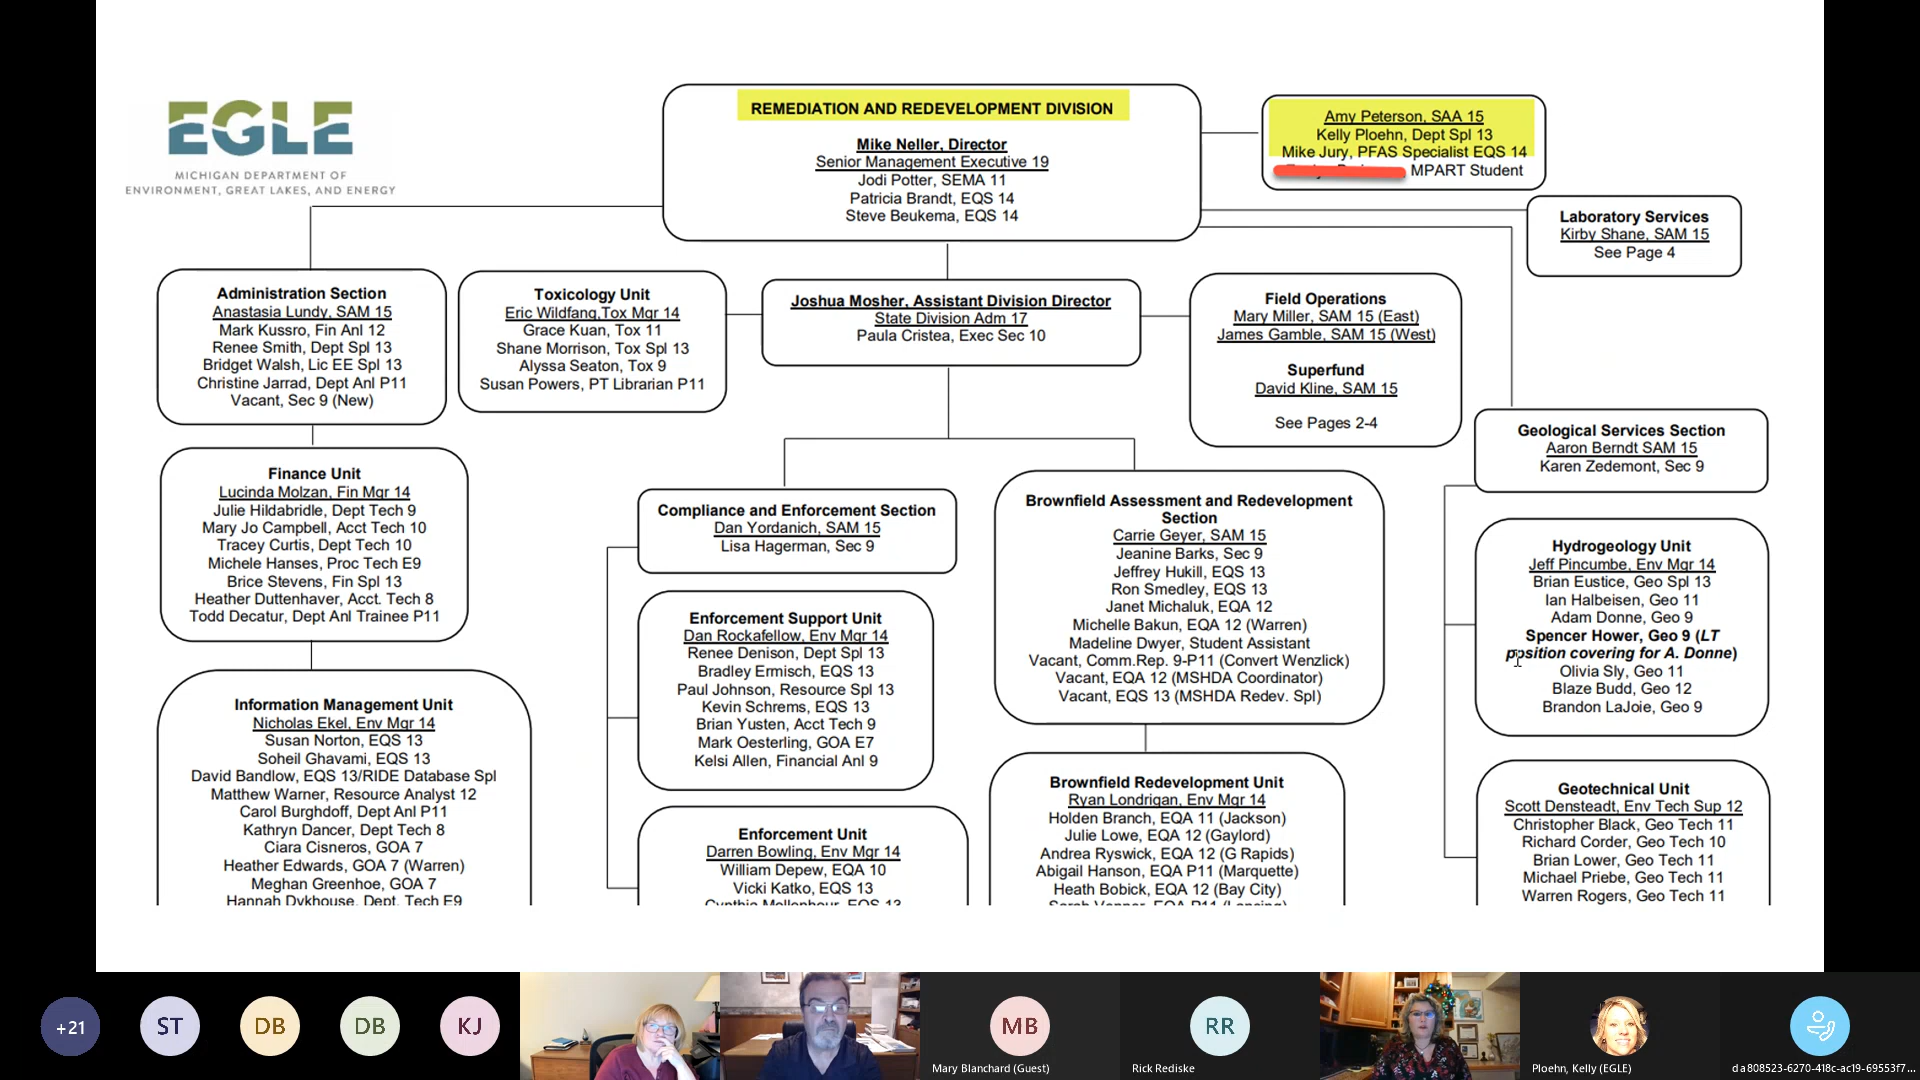 EGLE
MICHIGAN DEPARTMENT OF
ENVIRONMENT, GREAT LAKES, AND ENERGY
REMEDIATION AND REDEVELOPMENT DIVISION
Mike Neller, Director
Senior Management Executive 19
Jodi Potter, SEMA 11
Patricia Brandt, EQS 14
Steve Beukema, EQS 14
Amy Peterson, SAA 15
Kelly Ploehn, Dept Spl 13
Mike Jury, PFAS Specialist EQS 14
MPART Student
Laboratory Services
Kirby Shane, SAM 15
See Page 4
Administration Section
Anastasia Lundy, SAM 15
Mark Kussro, Fin Anl 12
Renee Smith, Dept Spl 13
Bridget Walsh, Lic EE Spl 13
Christine Jarrad, Dept Anl P11
Vacant, Sec 9 (New)
Toxicology Unit
Eric Wildfang,Tox Mgr 14
Grace Kuan, Tox 11
Shane Morrison, Tox Spl 13
Alyssa Seaton, Tox 9
Susan Powers, PT Librarian P11
Joshua Mosher, Assistant Division Director
State Division Adm 17
Paula Cristea, Exec Sec 10
Field Operations
Mary Miller, SAM 15 (East)
James Gamble, SAM 15 (West)
Superfund
David Kline, SAM 15
See Pages 2-4
Geological Services Section
Aaron Berndt SAM 15
Karen Zedemont, Sec 9
Finance Unit
Lucinda Molzan, Fin Mgr 14
Julie Hildabridle, Dept Tech 9
Mary Jo Campbell, Acct Tech 10
Tracey Curtis, Dept Tech 10
Michele Hanses, Proc Tech E9
Brice Stevens, Fin Spl 13
Heather Duttenhaver, Acct. Tech 8
Todd Decatur, Dept Anl Trainee P11
Compliance and Enforcement Section
Dan Yordanich, SAM 15
Lisa Hagerman, Sec 9
Brownfield Assessment and Redevelopment
Section
Carrie Geyer, SAM 15
Jeanine Barks, Sec 9
Jeffrey Hukill, EQS 13
Ron Smedley, EQS 13
Janet Michaluk, EQA 12
Michelle Bakun, EQA 12 (Warren)
Madeline Dwyer, Student Assistant
Vacant, Comm.Rep. 9-P11 (Convert Wenzlick)
Vacant, EQA 12 (MSHDA Coordinator)
Vacant, EQS 13 (MSHDA Redev. Spl)
Hydrogeology Unit
Jeff Pincumbe, Env Mgr 14
Brian Eustice, Geo Spl 13
Ian Halbeisen, Geo 11
Adam Donne, Geo 9
Spencer Hower, Geo 9 (LT
position covering for A. Donne)
Olivia Sly, Geo 11
Blaze Budd, Geo 12
Brandon LaJoie, Geo 9
Enforcement Support Unit
Dan Rockafellow, Env Mgr 14
Renee Denison, Dept Spl 13
Bradley Ermisch, EQS 13
Paul Johnson, Resource Spl 13
Kevin Schrems, EQS 13
Brian Yusten, Acct Tech 9
Mark Oesterling, GOA E7
Kelsi Allen, Financial Anl 9
Information Management Unit
Nicholas Ekel, Env Mgr 14
Susan Norton, EQS 13
Soheil Ghavami, EQS 13
David Bandlow, EQS 13/RIDE Database Spl
Matthew Warner, Resource Analyst 12
Carol Burghdoff, Dept Anl P11
Kathryn Dancer, Dept Tech 8
Ciara Cisneros, GOA 7
Heather Edwards, GOA 7 (Warren)
Meghan Greenhoe, GOA 7
Hannah Dykhouse, Dept. Tech E9
Enforcement Unit
Darren Bowling, Env Mgr 14
William Depew, EQA 10
Vicki Katko, EQS 13
Brownfield Redevelopment Unit
Ryan Londrigan, Env Mgr 14
Holden Branch, EQA 11 (Jackson)
Julie Lowe, EQA 12 (Gaylord)
Andrea Ryswick, EQA 12 (G Rapids)
Abigail Hanson, EQA P11 (Marquette)
Heath Bobick, EQA 12 (Bay City)
Geotechnical Unit
Scott Densteadt, Env Tech Sup 12
Christopher Black, Geo Tech 11
Richard Corder, Geo Tech 10
Brian Lower, Geo Tech 11
Michael Priebe, Geo Tech 11
Warren Rogers, Geo Tech 11
+21
ST
DB
DB
KJ
MB
Mary Blanchard (Guest)
RR
Rick Rediske
Ploehn, Kelly (EGLE)
da808523-6270-418c-ac19-69553f7...